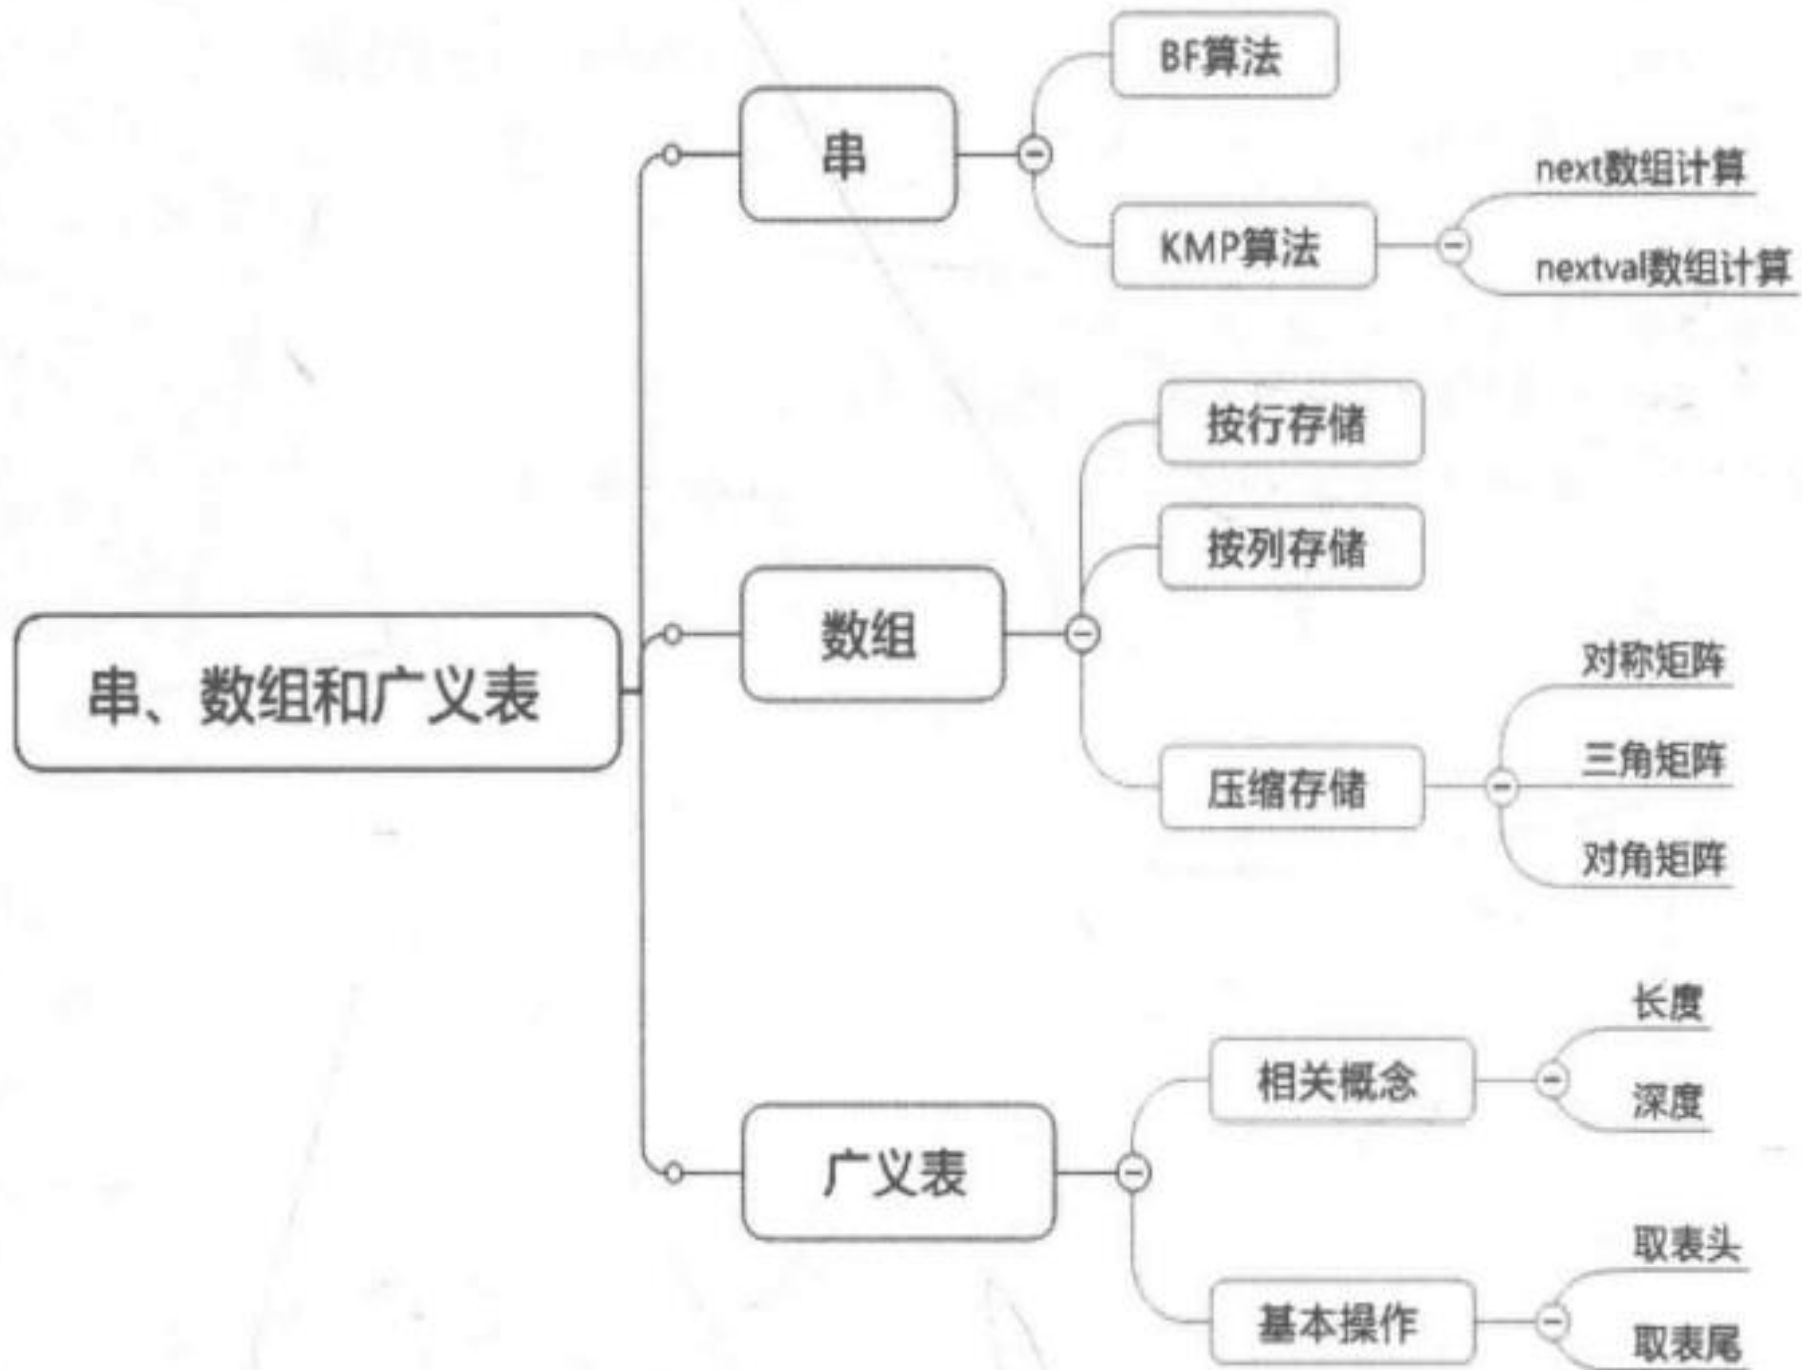 串、数组和广义表
串
BF算法
KMP算法
next数组计算
nextval数组计算
数组
按行存储
按列存储
压缩存储
对称矩阵
三角矩阵
对角矩阵
广义表
相关概念
长度
深度
基本操作
取表头
取表尾